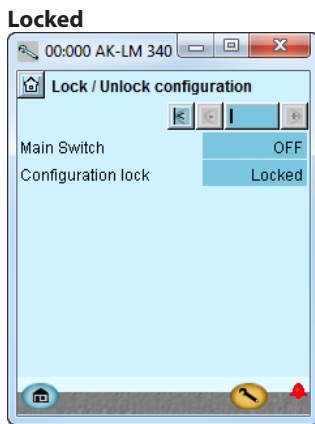 Locked
00:000 AK-LM 340
Lock / Unlock configuration
Main Switch OFF
Configuration lock Locked